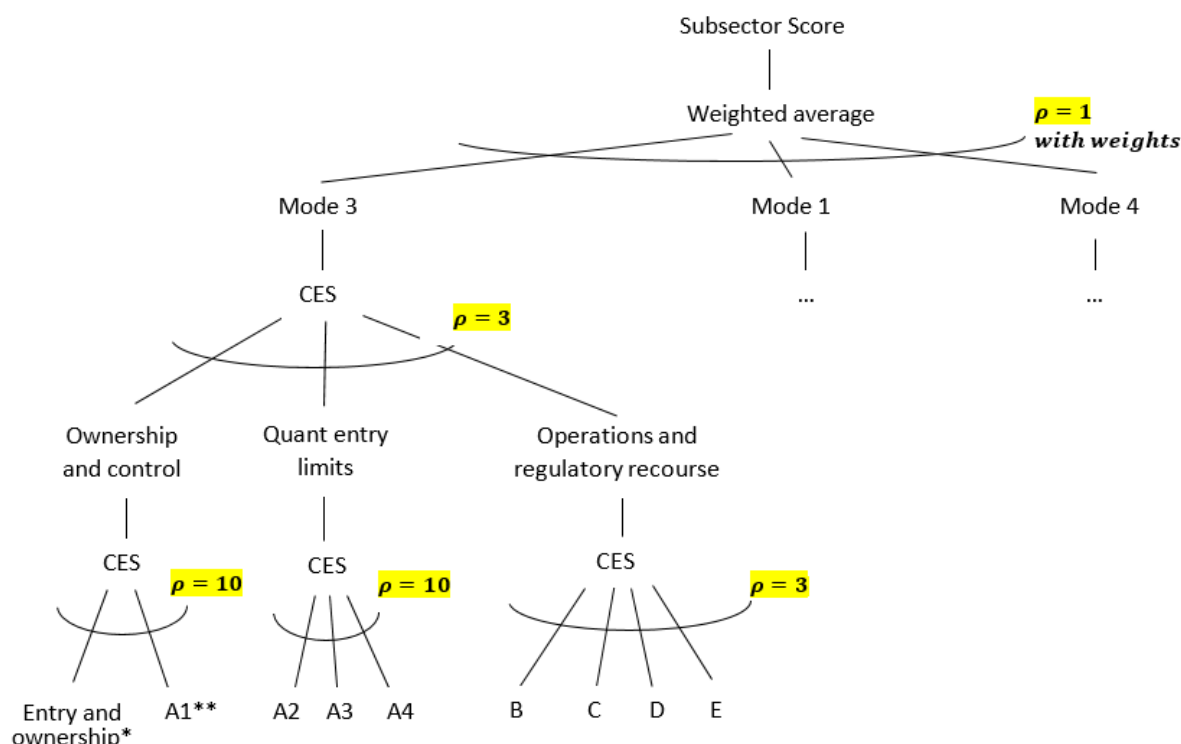 Subsector Score
Weighted average
ρ = 1
with weights
Mode 3
Mode 1
Mode 4
CES
...
...
ρ = 3
Ownership
and control
Quant entry
limits
Operations and
regulatory recourse
CES
ρ = 10
CES
ρ = 10
CES
ρ = 3
Entry and
ownership*
A1**
A2
A3
A4
B
C
D
E